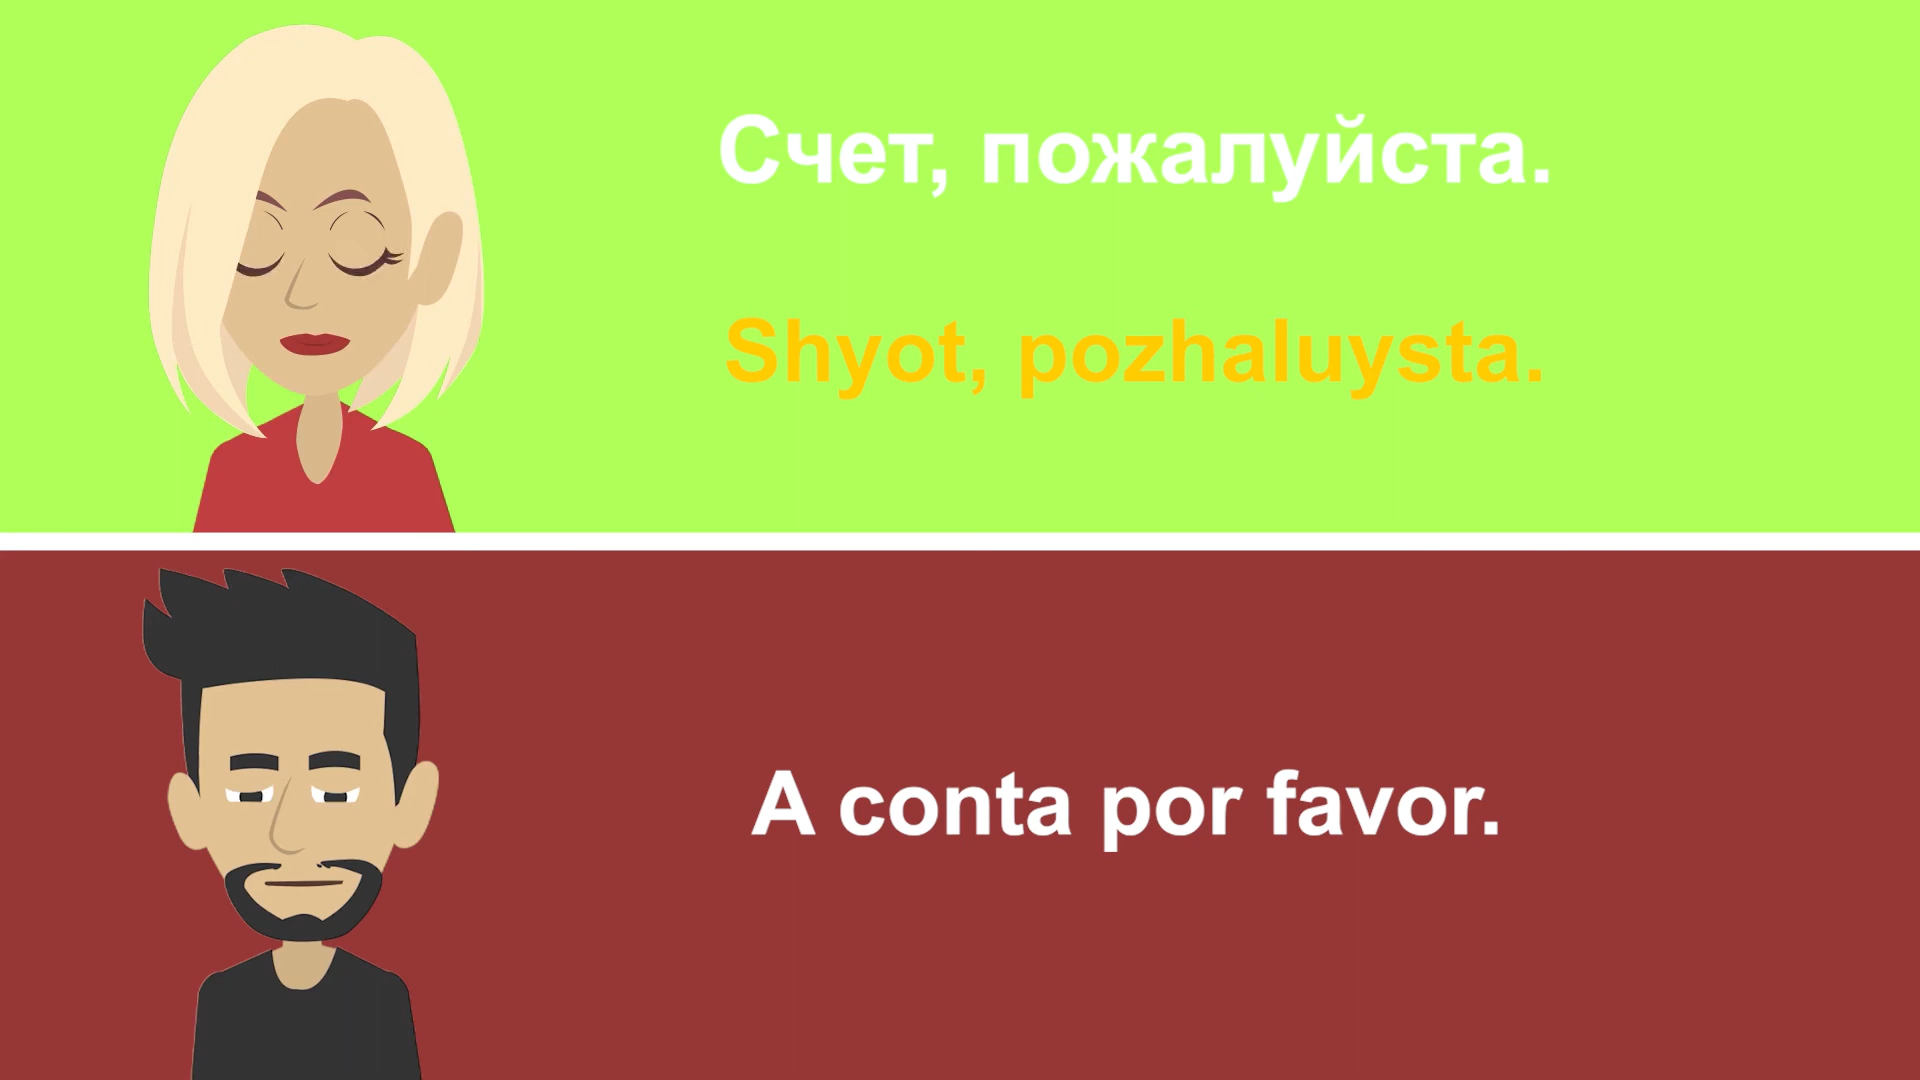 Счет, пожалуйста.
Shyot, pozhaluysta.
A conta por favor.